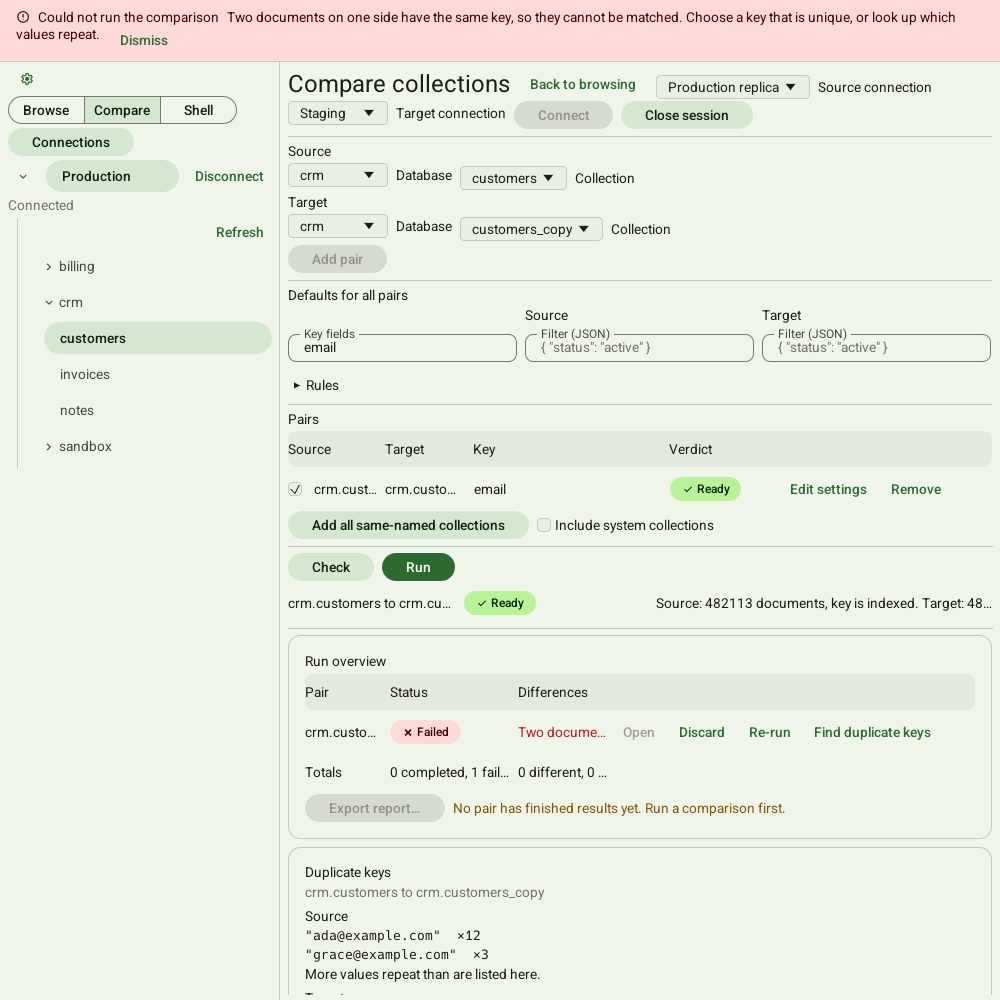 Could not run the comparison Two documents on one side have the same key, so they cannot be matched. Choose a key that is unique, or look up which
values repeat. Dismiss
Browse Compare Shell
Connections
Production Disconnect
Connected
Refresh
billing
crm
customers
invoices
notes
sandbox
Compare collections Back to browsing Production replica Source connection
Staging Target connection Connect Close session
Source
crm Database customers Collection
Target
crm Database customers_copy Collection
Add pair
Defaults for all pairs
Source Target
Key fields Filter (JSON) Filter (JSON)
email { "status": "active" } { "status": "active" }
Rules
Pairs
Source Target Key Verdict
crm.cust… crm.custo… email Ready Edit settings Remove
Add all same-named collections Include system collections
Check Run
crm.customers to crm.cu… Ready Source: 482113 documents, key is indexed. Target: 48…
Run overview
Pair Status Differences
crm.custo… Failed Two docume… Open Discard Re-run Find duplicate keys
Totals 0 completed, 1 fail… 0 different, 0 …
Export report… No pair has finished results yet. Run a comparison first.
Duplicate keys
crm.customers to crm.customers_copy
Source
"ada@example.com" ×12
"grace@example.com" ×3
More values repeat than are listed here.